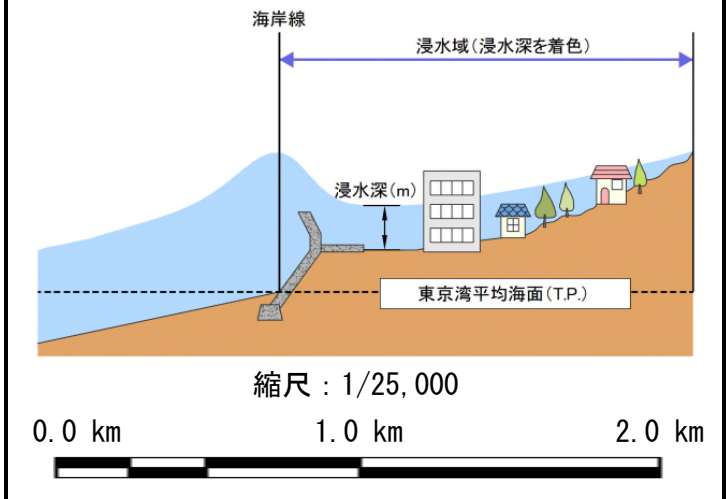 海岸線
浸水域(浸水深を着色)
浸水深(m)
東京湾平均海面(T.P.)
縮尺：1/25,000
0.0 km 1.0 km 2.0 km